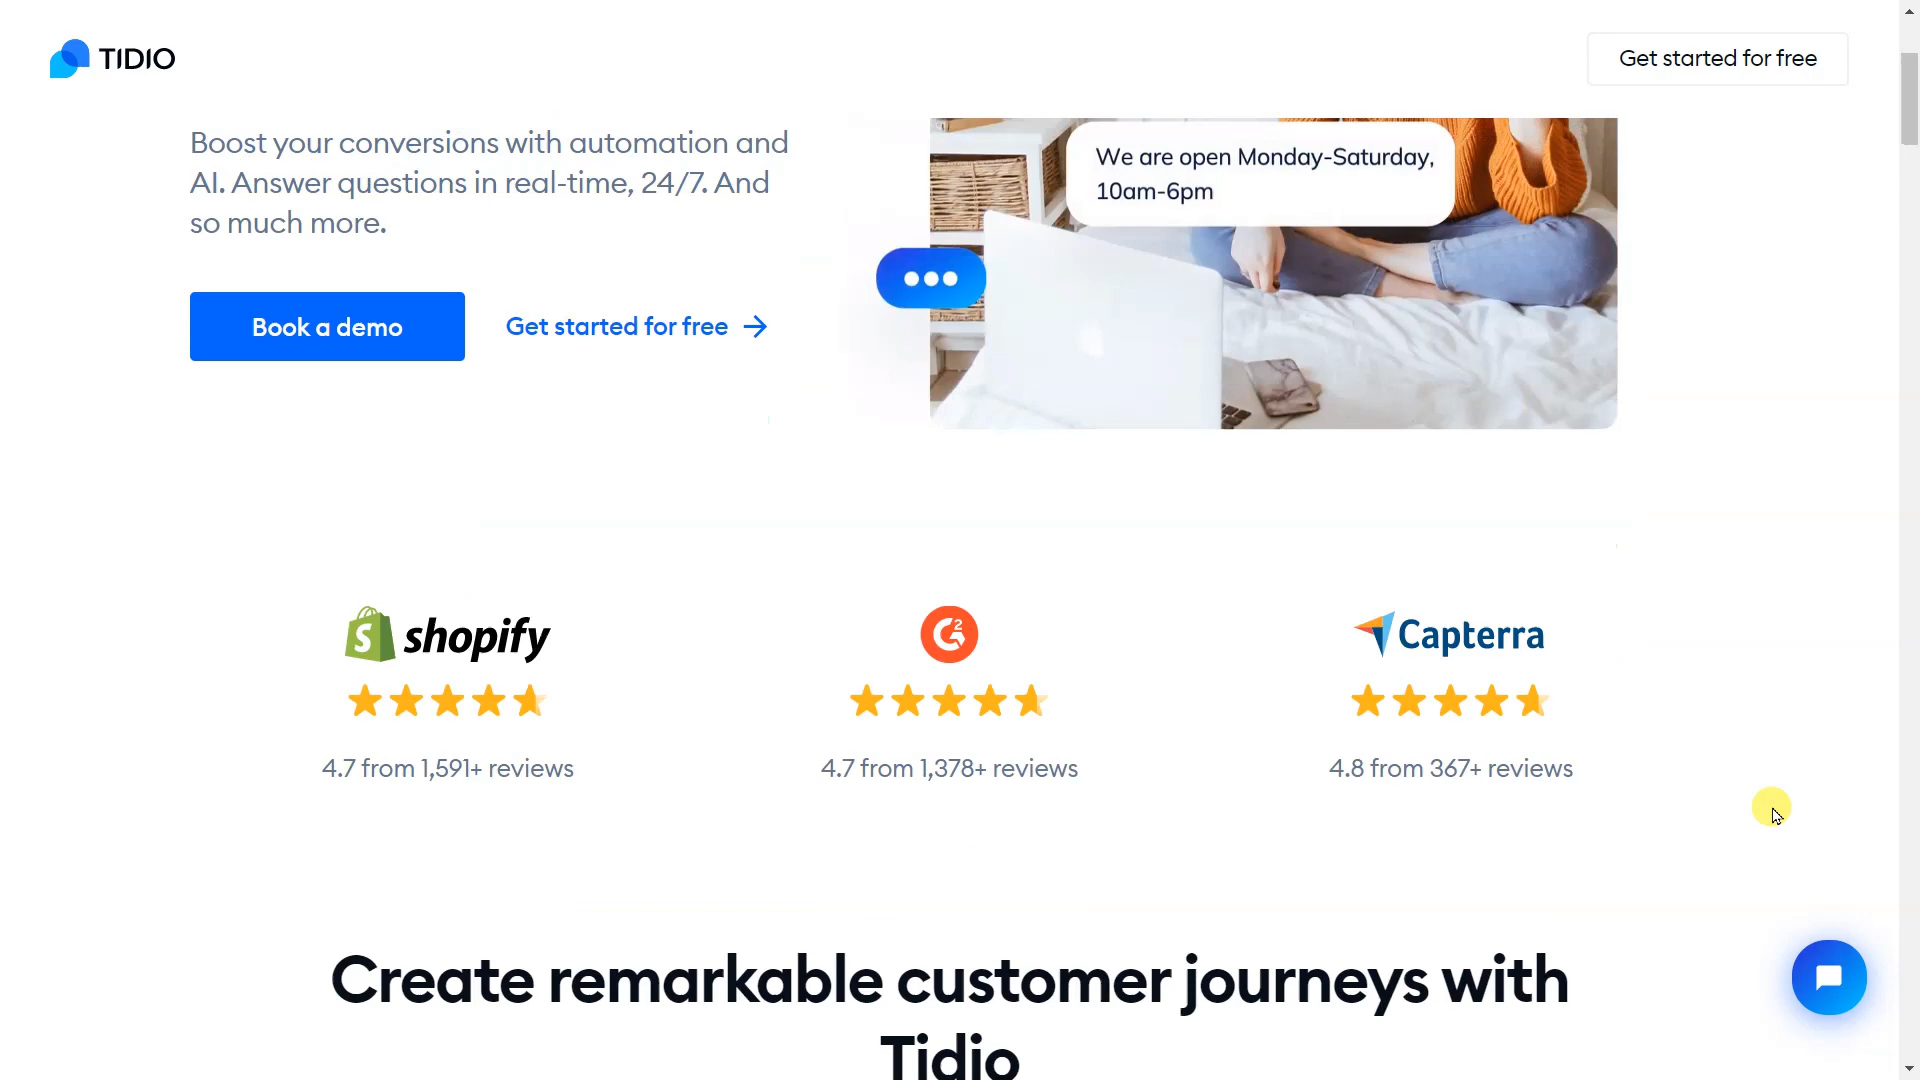 TIDIO
Get started for free
Boost your conversions with automation and
AI. Answer questions in real-time, 24/7. And
so much more.
Book a demo
Get started for free
We are open Monday-Saturday,
10am-6pm
shopify
4.7 from 1,591+ reviews
G2
4.7 from 1,378+ reviews
Capterra
4.8 from 367+ reviews
Create remarkable customer journeys with
Tidio